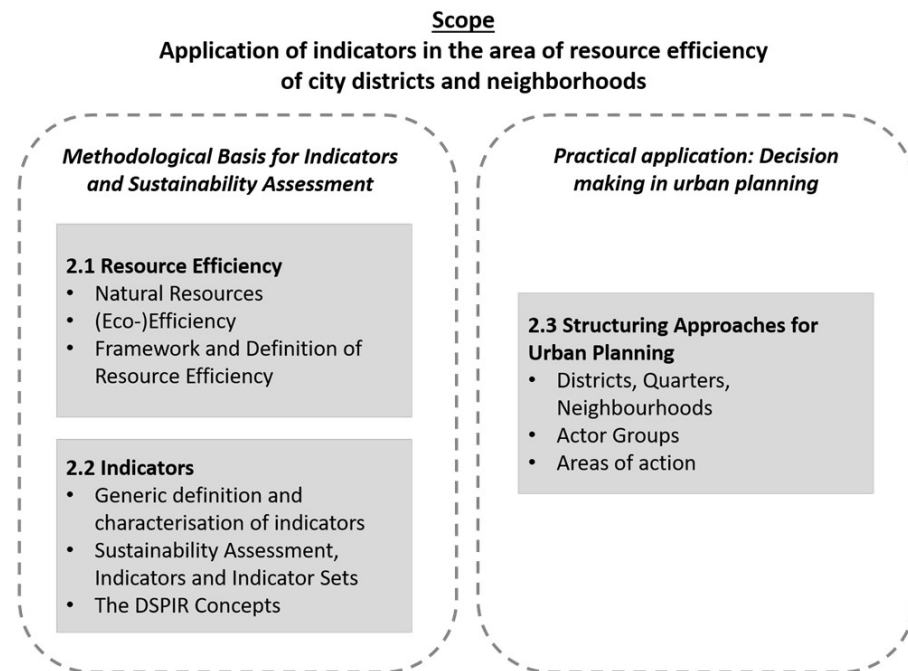 Scope
Application of indicators in the area of resource efficiency
of city districts and neighborhoods
Methodological Basis for Indicators
and Sustainability Assessment
2.1 Resource Efficiency
• Natural Resources
• (Eco-)Efficiency
• Framework and Definition of
Resource Efficiency
2.2 Indicators
• Generic definition and
characterisation of indicators
• Sustainability Assessment,
Indicators and Indicator Sets
• The DSPIR Concepts
Practical application: Decision
making in urban planning
2.3 Structuring Approaches for
Urban Planning
• Districts, Quarters,
Neighbourhoods
• Actor Groups
• Areas of action